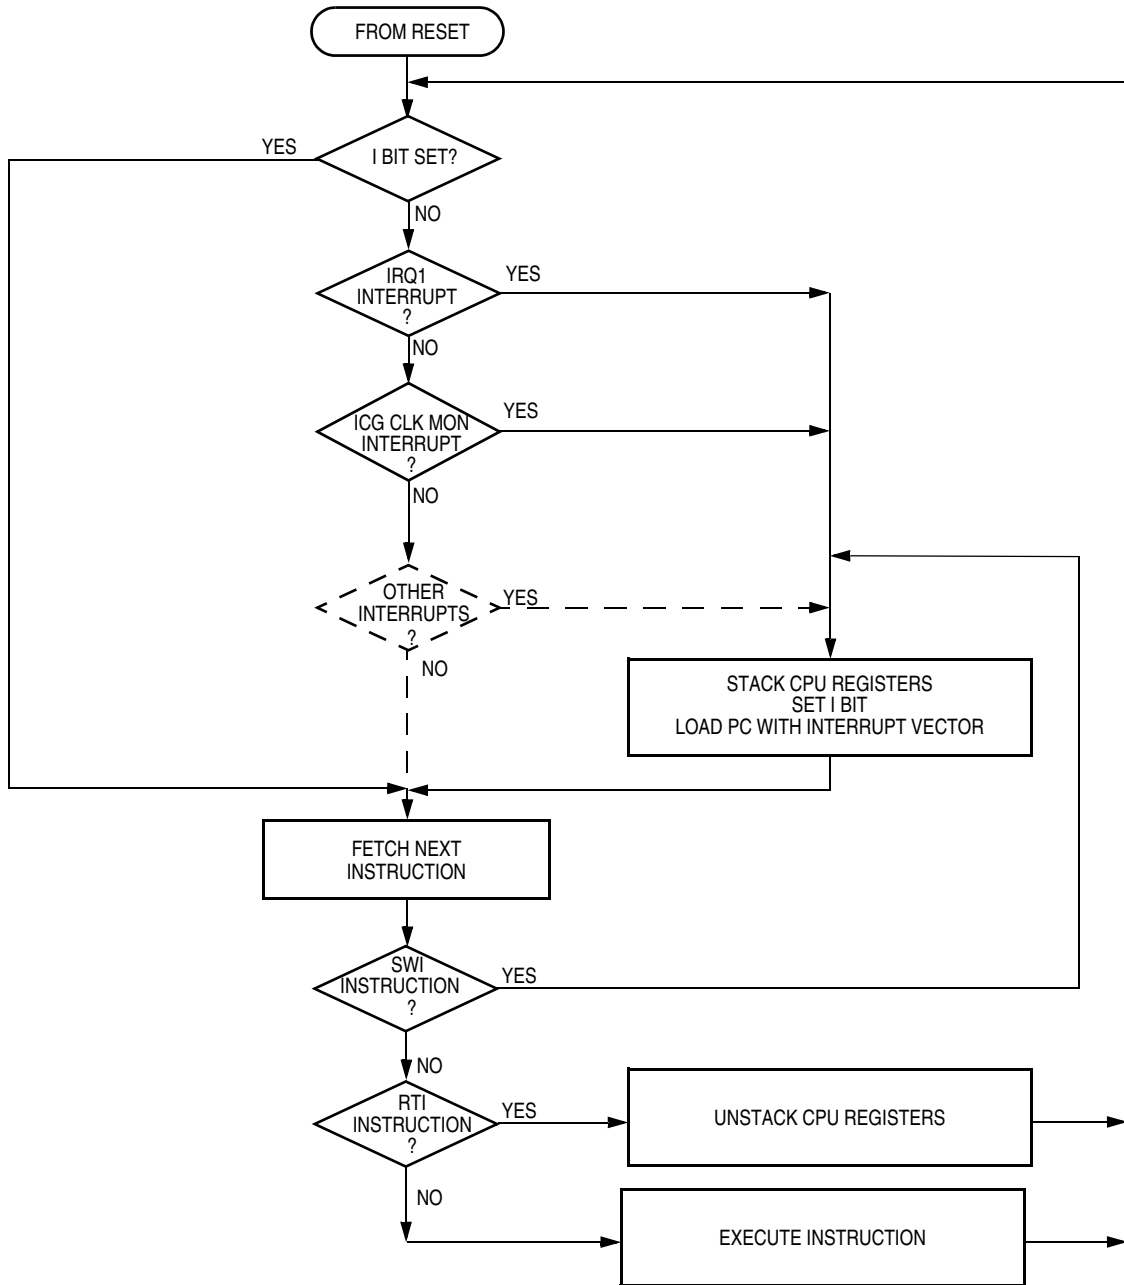 FROM RESET
YES
I BIT SET?
NO
IRQ1
INTERRUPT
?
YES
NO
ICG CLK MON
INTERRUPT
?
YES
NO
OTHER
INTERRUPTS
?
YES
NO
STACK CPU REGISTERS
SET I BIT
LOAD PC WITH INTERRUPT VECTOR
FETCH NEXT
INSTRUCTION
SWI
INSTRUCTION
?
YES
NO
RTI
INSTRUCTION
?
YES
UNSTACK CPU REGISTERS
NO
EXECUTE INSTRUCTION